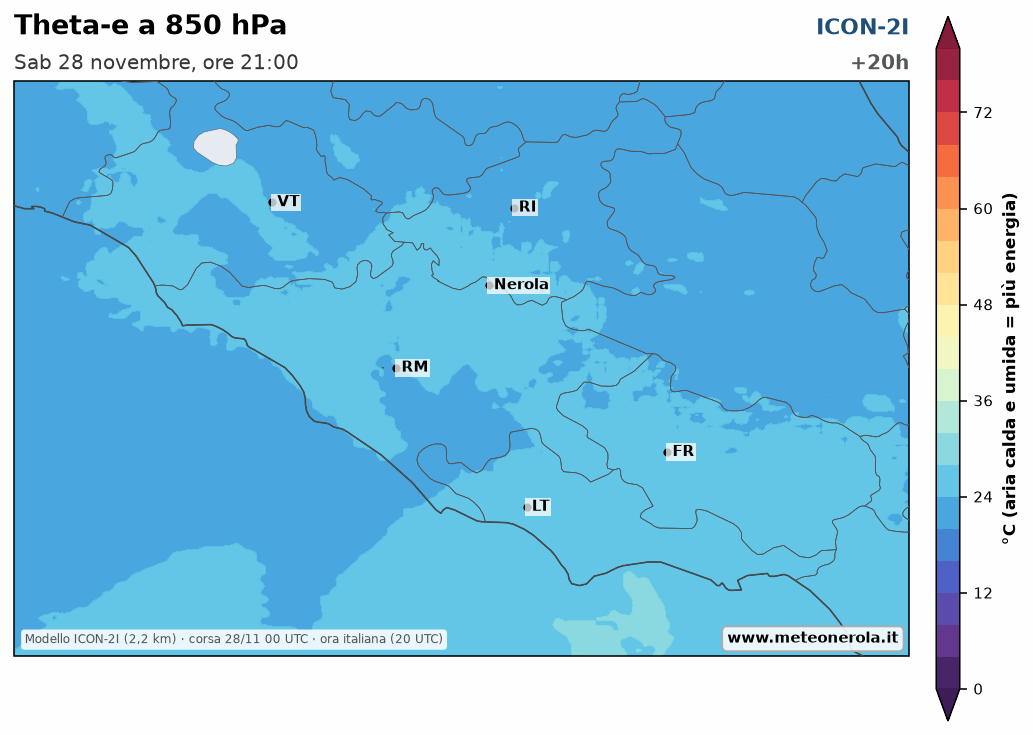 Theta-e a 850 hPa
ICON-2I
Sab 28 novembre, ore 21:00
+20h
VT
RI
Nerola
RM
FR
LT
Modello ICON-2I (2,2 km) · corsa 28/11 00 UTC · ora italiana (20 UTC)
www.meteonerola.it
72
60
48
36
24
12
0
°C (aria calda e umida = più energia)